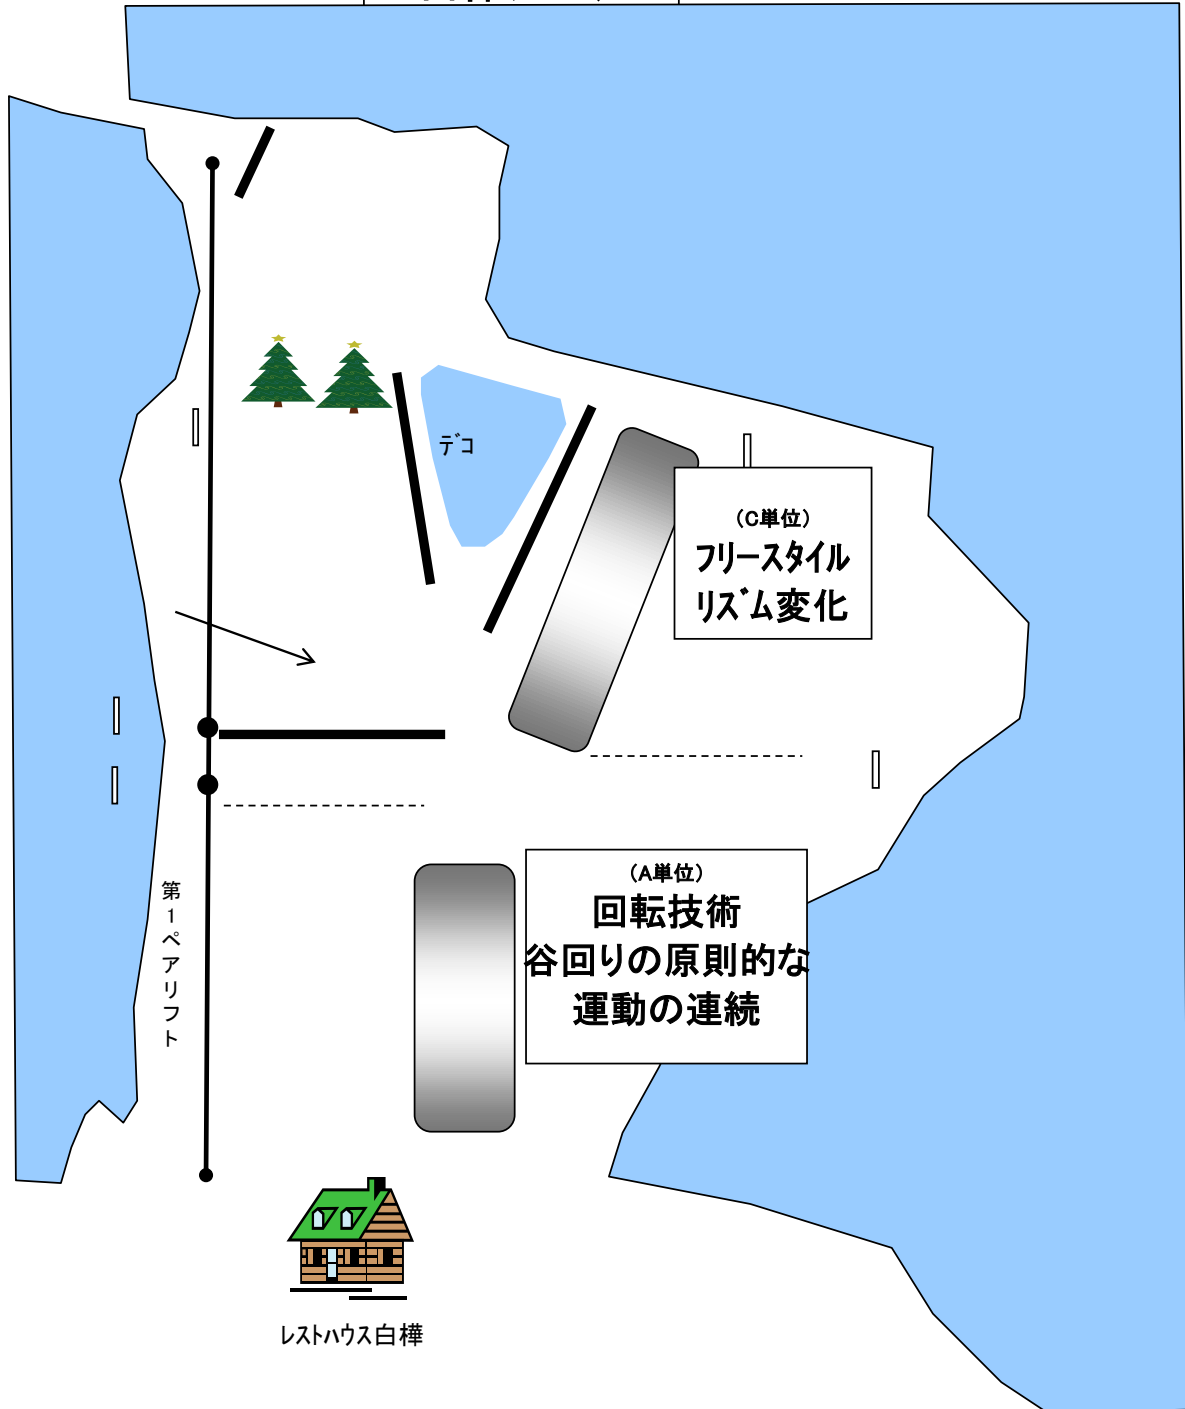 デコ
（C単位）
フリースタイル
リズム変化
（A単位）
回転技術
谷回りの原則的な
運動の連続
第1ペアリフト
レストハウス白樺